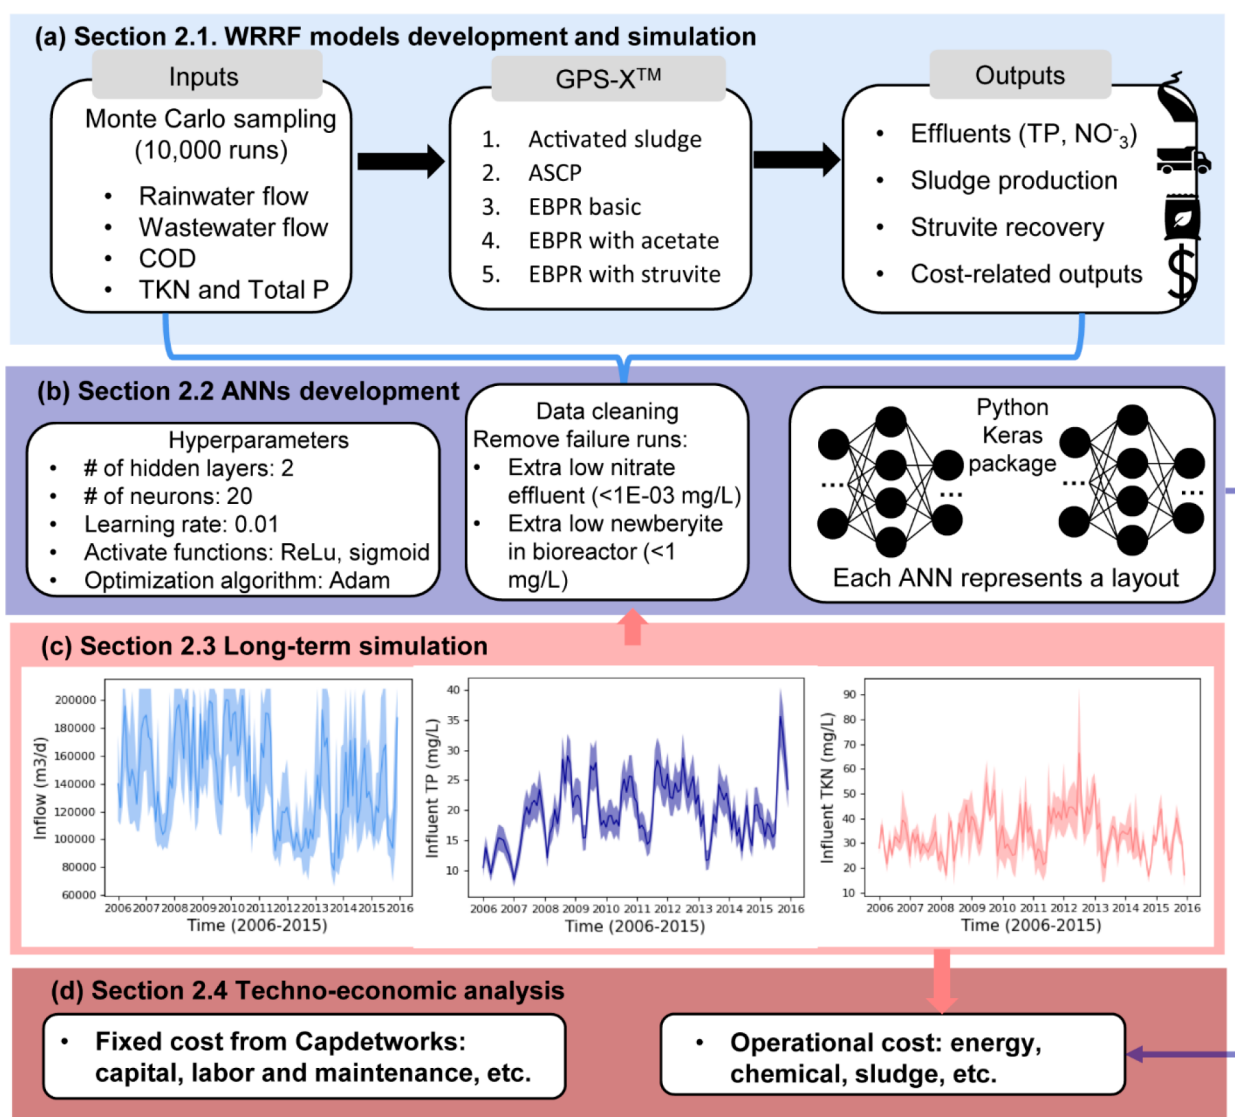 (a) Section 2.1. WRRF models development and simulation
Inputs
Monte Carlo sampling
(10,000 runs)
• Rainwater flow
• Wastewater flow
• COD
• TKN and Total P
GPS-X™
1. Activated sludge
2. ASCP
3. EBPR basic
4. EBPR with acetate
5. EBPR with struvite
Outputs
• Effluents (TP, NO⁻₃)
• Sludge production
• Struvite recovery
• Cost-related outputs
$
(b) Section 2.2 ANNs development
Hyperparameters
• # of hidden layers: 2
• # of neurons: 20
• Learning rate: 0.01
• Activate functions: ReLu, sigmoid
• Optimization algorithm: Adam
Data cleaning
Remove failure runs:
• Extra low nitrate
effluent (<1E-03 mg/L)
• Extra low newberyite
in bioreactor (<1
mg/L)
Python
Keras
package
...
...
...
...
Each ANN represents a layout
(c) Section 2.3 Long-term simulation
Inflow (m3/d)
200000
180000
160000
140000
120000
100000
80000
60000
2006 2007 2008 2009 2010 2011 2012 2013 2014 2015 2016
Time (2006-2015)
Influent TP (mg/L)
40
35
30
25
20
15
10
2006 2007 2008 2009 2010 2011 2012 2013 2014 2015 2016
Time (2006-2015)
Influent TKN (mg/L)
90
80
70
60
50
40
30
20
10
2006 2007 2008 2009 2010 2011 2012 2013 2014 2015 2016
Time (2006-2015)
(d) Section 2.4 Techno-economic analysis
• Fixed cost from Capdetworks:
capital, labor and maintenance, etc.
• Operational cost: energy,
chemical, sludge, etc.